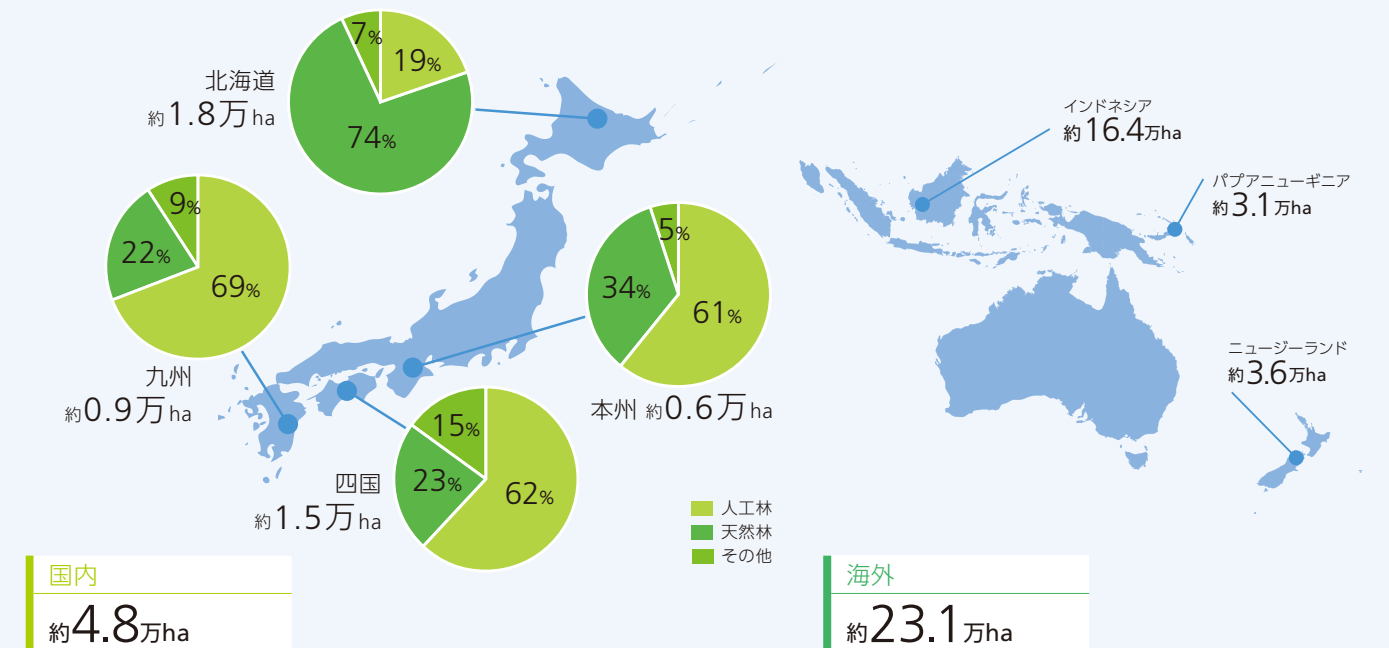 北海道
約1.8万ha
7%
19%
74%
九州
約0.9万ha
9%
22%
69%
本州 約0.6万ha
5%
34%
61%
四国
約1.5万ha
15%
23%
62%
人工林
天然林
その他
国内
約4.8万ha
インドネシア
約16.4万ha
パプアニューギニア
約3.1万ha
ニュージーランド
約3.6万ha
海外
約23.1万ha